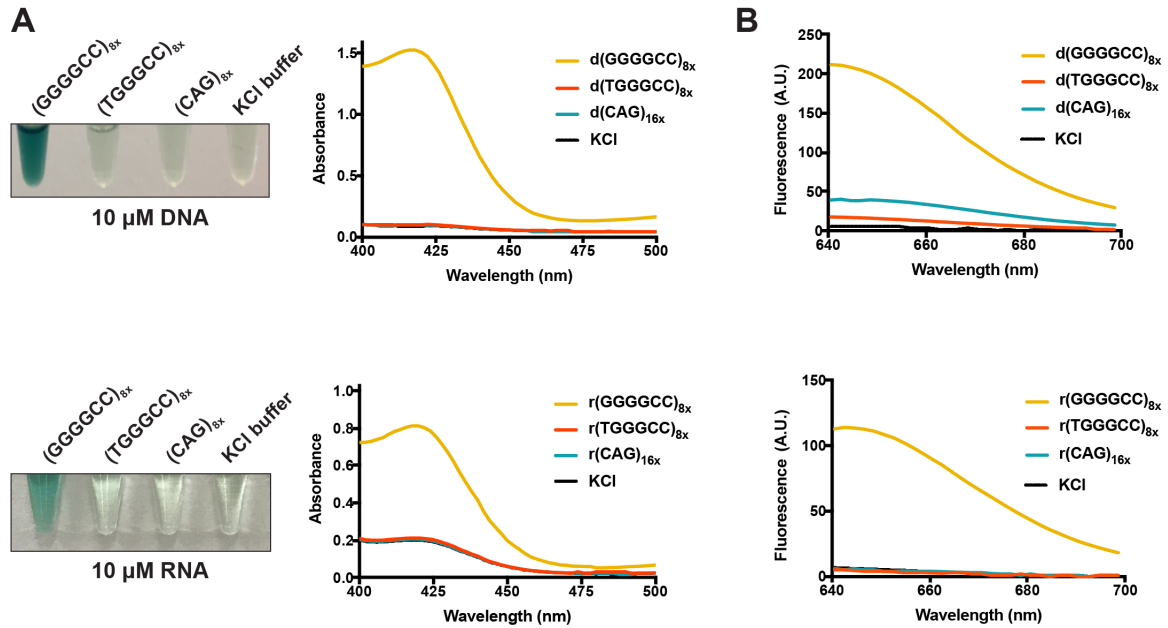 A
(GGGGCC)8x
(TGGGCC)8x
(CAG)8x
KCl buffer
10 µM DNA
Absorbance
1.5
1.0
0.5
0.0
400
425
450
475
500
Wavelength (nm)
d(GGGGCC)8x
d(TGGGCC)8x
d(CAG)16x
KCl
B
Fluorescence (A.U.)
250
200
150
100
50
0
640
660
680
700
Wavelength (nm)
d(GGGGCC)8x
d(TGGGCC)8x
d(CAG)16x
KCl
(GGGGCC)8x
(TGGGCC)8x
(CAG)8x
KCl buffer
10 µM RNA
Absorbance
1.0
0.8
0.6
0.4
0.2
0.0
400
425
450
475
500
Wavelength (nm)
r(GGGGCC)8x
r(TGGGCC)8x
r(CAG)16x
KCl
Fluorescence (A.U.)
150
100
50
0
640
660
680
700
Wavelength (nm)
r(GGGGCC)8x
r(TGGGCC)8x
r(CAG)16x
KCl